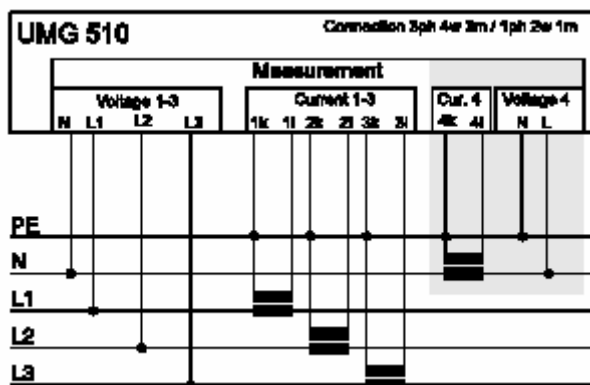 UMG 510
Connection 3ph 4w 3m / 1ph 2w 1m
Measurement
Voltage 1-3
Current 1-3
Cur. 4
Voltage 4
N L1 L2 L3
1k 1l 2k 2l 3k 3l
4k 4l
N L
PE
N
L1
L2
L3